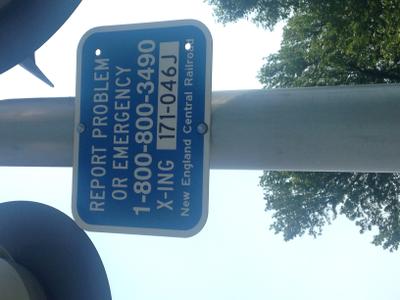 REPORT PROBLEM
OR EMERGENCY
1-800-800-3490
X-ING 171-046J
New England Central Railroad